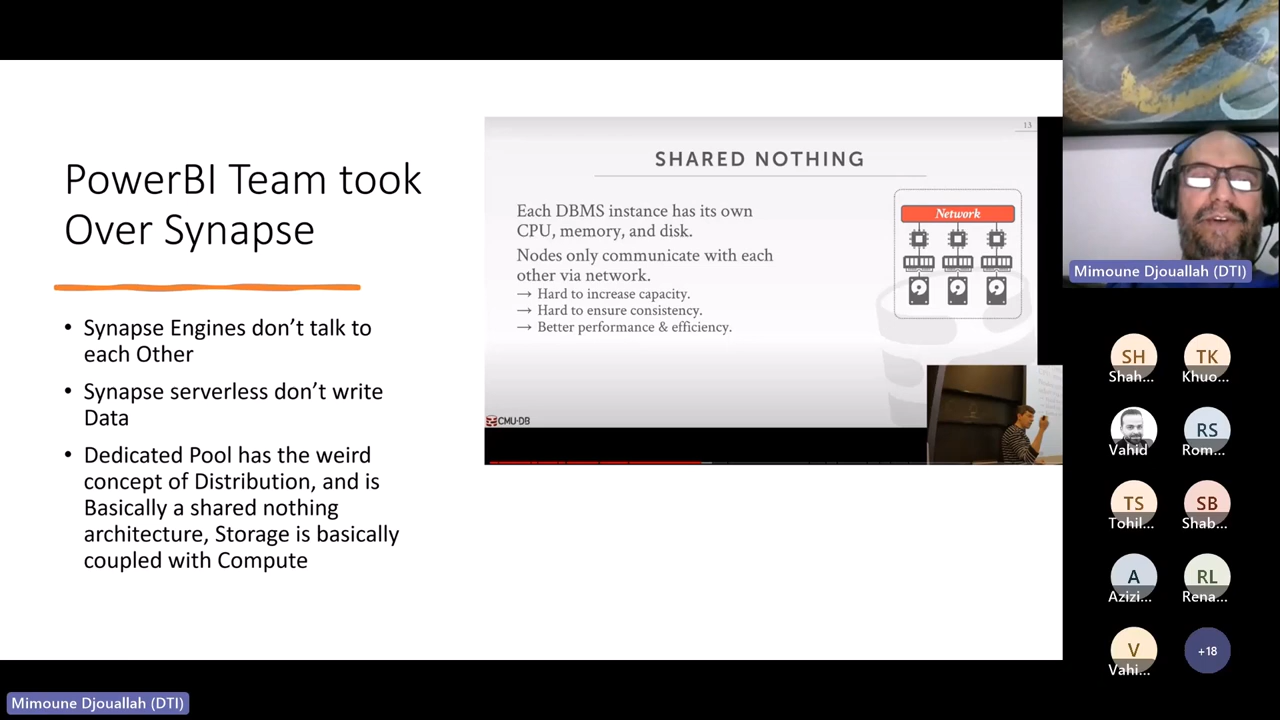 PowerBI Team took
Over Synapse
• Synapse Engines don’t talk to
each Other
• Synapse serverless don’t write
Data
• Dedicated Pool has the weird
concept of Distribution, and is
Basically a shared nothing
architecture, Storage is basically
coupled with Compute
13
SHARED NOTHING
Each DBMS instance has its own
CPU, memory, and disk.
Nodes only communicate with each
other via network.
→ Hard to increase capacity.
→ Hard to ensure consistency.
→ Better performance & efficiency.
Network
CMU·DB
Mimoune Djouallah (DTI)
SH
Shah...
TK
Khuo...
Vahid
RS
Rom...
TS
Tohil...
SB
Shab...
A
Azizi...
RL
Rena...
V
Vahi...
+18
Mimoune Djouallah (DTI)